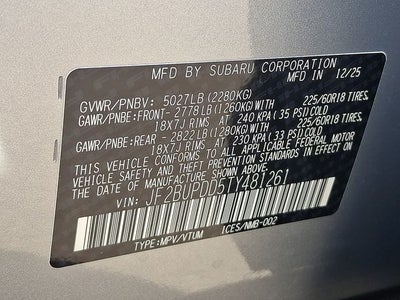 MFD BY SUBARU CORPORATION
MFD IN 12/25
GVWR/PNBV: 5027LB (2280KG)
GAWR/PNBE:FRONT- 2778LB(1260KG)WITH 225/60R18 TIRES
18X7J RIMS AT 240 KPA (35 PSI)COLD
GAWR/PNBE:REAR- 2822LB(1280KG)WITH 225/60R18 TIRES
18X7J RIMS AT 230 KPA (33 PSI)COLD
THIS VEHICLE CONFORMS TO ALL APPLICABLE FEDERAL MOTOR
VEHICLE SAFETY AND THEFT PREVENTION STANDARDS
IN EFFECT ON THE DATE OF MANUFACTURE SHOWN ABOVE.
VIN: JF2BUPDD5TY481261
TYPE:MPV/VTUM ICES/NMB-002